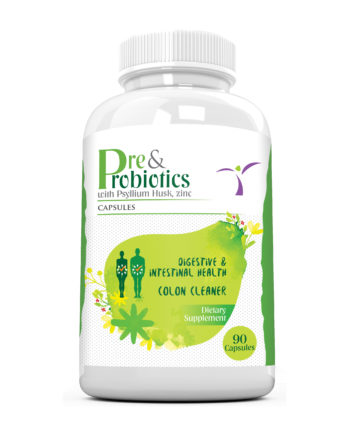 Pre &
Probiotics
with Psyllium Husk, zinc
CAPSULES
DIGESTIVE &
INTESTINAL HEALTH
COLON CLEANER
Dietary
Supplement
90
Capsules